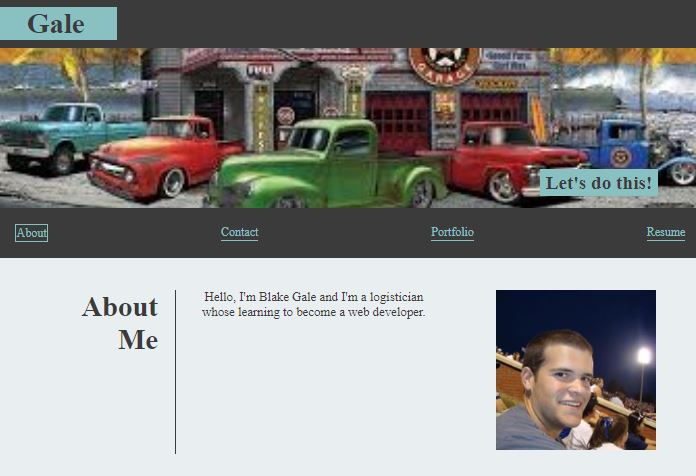 Gale
GARAGE
Let's do this!
About
Contact
Portfolio
Resume
About
Me
Hello, I'm Blake Gale and I'm a logistician
whose learning to become a web developer.